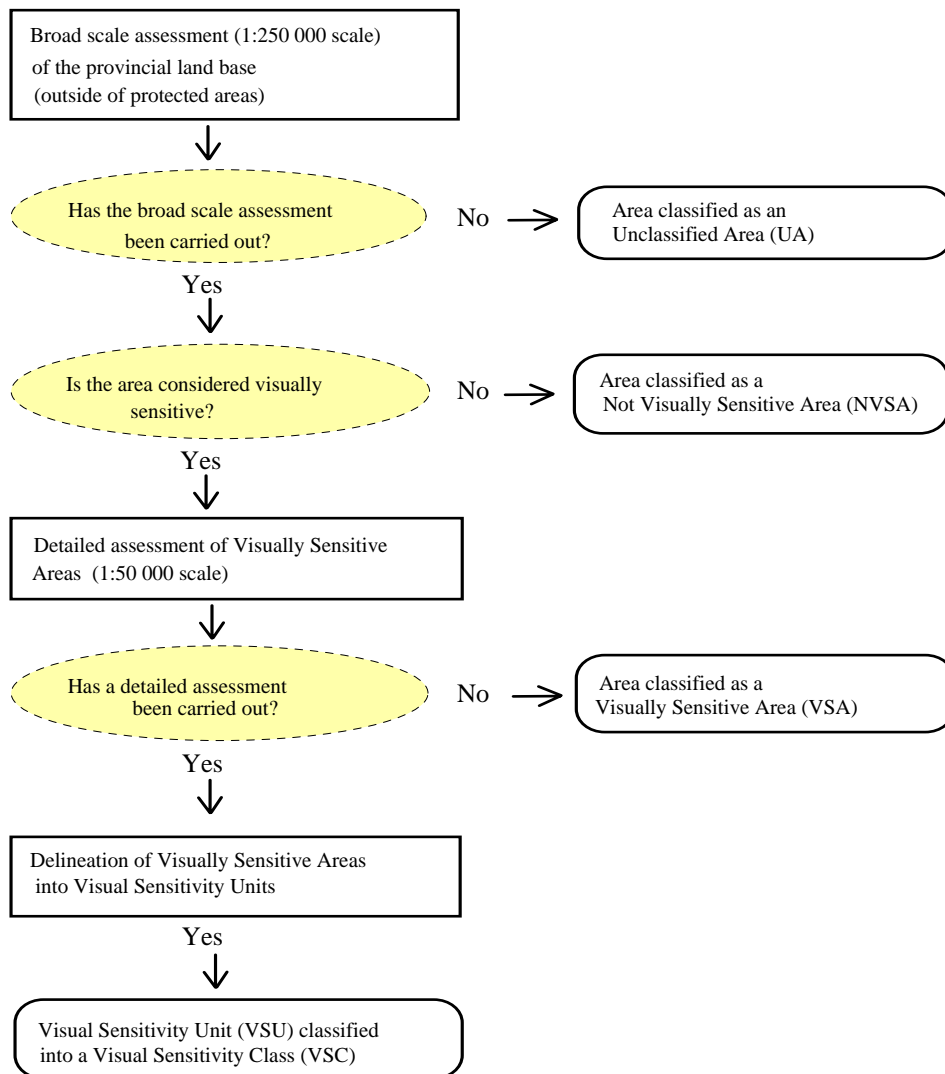 Broad scale assessment (1:250 000 scale)
of the provincial land base
(outside of protected areas)
Has the broad scale assessment
been carried out?
No
Area classified as an
Unclassified Area (UA)
Yes
Is the area considered visually
sensitive?
No
Area classified as a
Not Visually Sensitive Area (NVSA)
Yes
Detailed assessment of Visually Sensitive
Areas (1:50 000 scale)
Has a detailed assessment
been carried out?
No
Area classified as a
Visually Sensitive Area (VSA)
Yes
Delineation of Visually Sensitive Areas
into Visual Sensitivity Units
Yes
Visual Sensitivity Unit (VSU) classified
into a Visual Sensitivity Class (VSC)